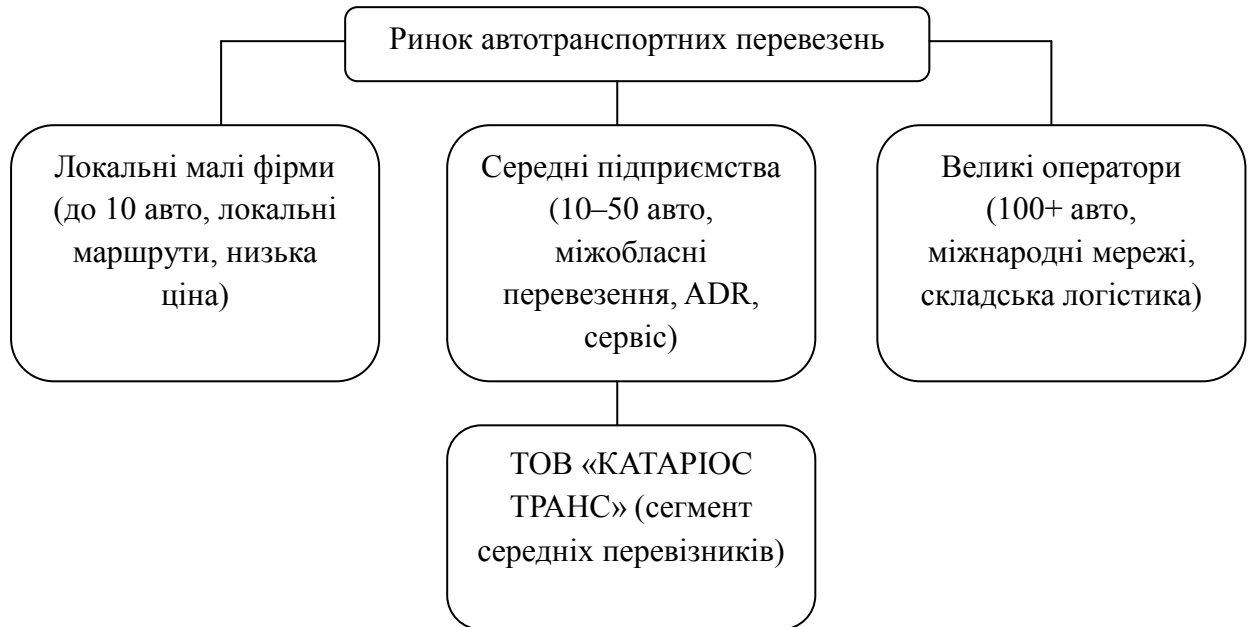 Ринок автотранспортних перевезень
Локальні малі фірми
(до 10 авто, локальні
маршрути, низька
ціна)
Середні підприємства
(10–50 авто,
міжобласні
перевезення, ADR,
сервіс)
Великі оператори
(100+ авто,
міжнародні мережі,
складська логістика)
ТОВ «КАТАРІОС
ТРАНС» (сегмент
середніх перевізників)